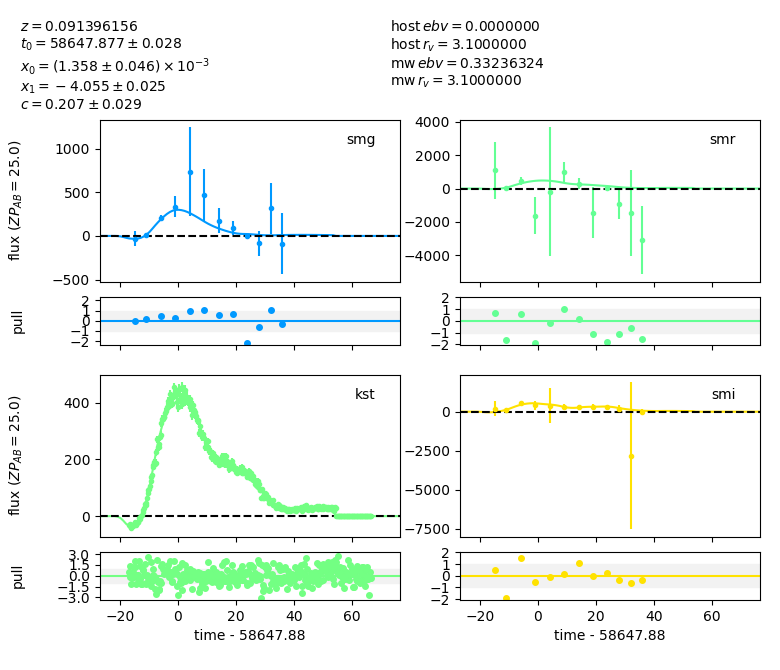 z = 0.091396156
t₀ = 58647.877 ± 0.028
x₀ = (1.358 ± 0.046) × 10⁻³
x₁ = −4.055 ± 0.025
c = 0.207 ± 0.029
host ebv = 0.0000000
host r_v = 3.1000000
mw ebv = 0.33236324
mw r_v = 3.1000000
smg
flux (ZP_AB = 25.0)
1000
500
0
−500
smr
4000
2000
0
−2000
−4000
pull
2
1
0
−1
−2
2
1
0
−1
−2
kst
flux (ZP_AB = 25.0)
400
200
0
smi
0
−2500
−5000
−7500
pull
3.0
1.5
0.0
−1.5
−3.0
2
1
0
−1
−2
−20 0 20 40 60
−20 0 20 40 60
time - 58647.88
time - 58647.88